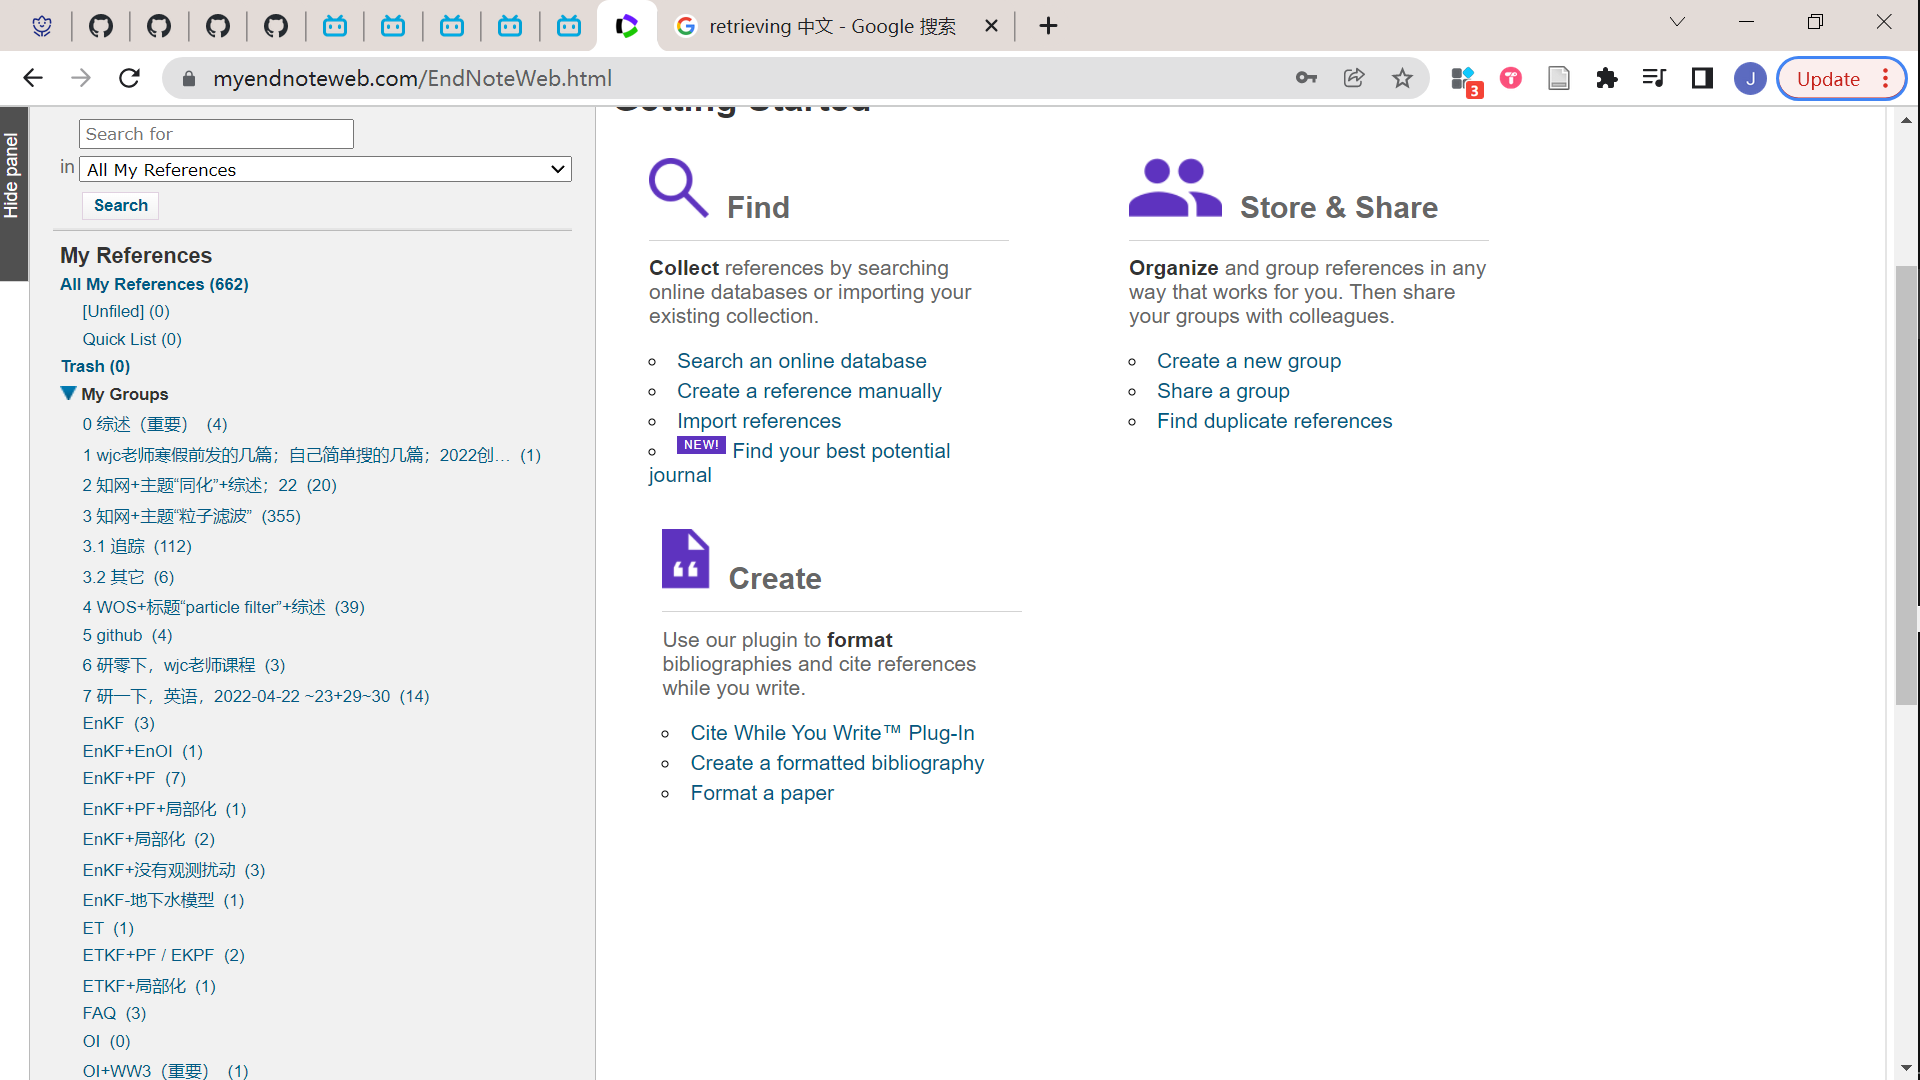 retrieving 中文 - Google 搜索
myendnoteweb.com/EndNoteWeb.html
3
J
Update
Hide panel
Search for
in All My References
Search
My References
All My References (662)
[Unfiled] (0)
Quick List (0)
Trash (0)
My Groups
0 综述（重要） (4)
1 wjc老师寒假前发的几篇；自己简单搜的几篇；2022创… (1)
2 知网+主题“同化”+综述；22 (20)
3 知网+主题“粒子滤波” (355)
3.1 追踪 (112)
3.2 其它 (6)
4 WOS+标题“particle filter”+综述 (39)
5 github (4)
6 研零下，wjc老师课程 (3)
7 研一下，英语，2022-04-22 ~23+29~30 (14)
EnKF (3)
EnKF+EnOI (1)
EnKF+PF (7)
EnKF+PF+局部化 (1)
EnKF+局部化 (2)
EnKF+没有观测扰动 (3)
EnKF-地下水模型 (1)
ET (1)
ETKF+PF / EKPF (2)
ETKF+局部化 (1)
FAQ (3)
OI (0)
OI+WW3（重要） (1)
Getting Started
Find
Collect references by searching
online databases or importing your
existing collection.
Search an online database
Create a reference manually
Import references
NEW! Find your best potential
journal
Store & Share
Organize and group references in any
way that works for you. Then share
your groups with colleagues.
Create a new group
Share a group
Find duplicate references
Create
Use our plugin to format
bibliographies and cite references
while you write.
Cite While You Write™ Plug-In
Create a formatted bibliography
Format a paper